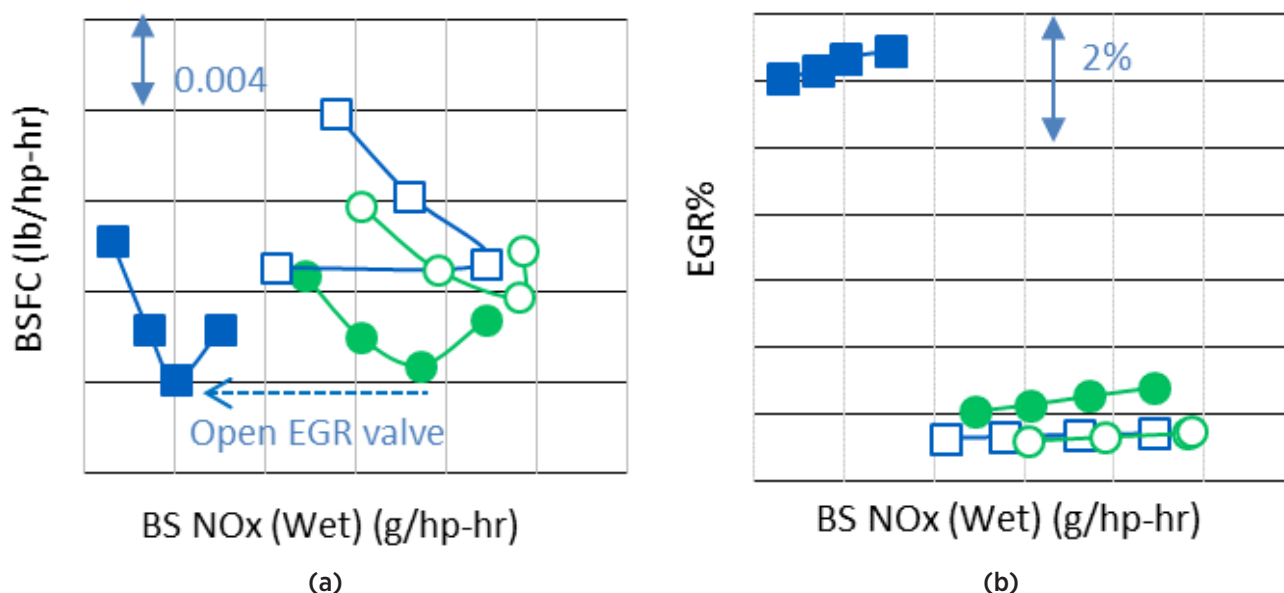 BSFC (lb/hp-hr)
0.004
Open EGR valve
BS NOx (Wet) (g/hp-hr)
(a)
EGR%
2%
BS NOx (Wet) (g/hp-hr)
(b)